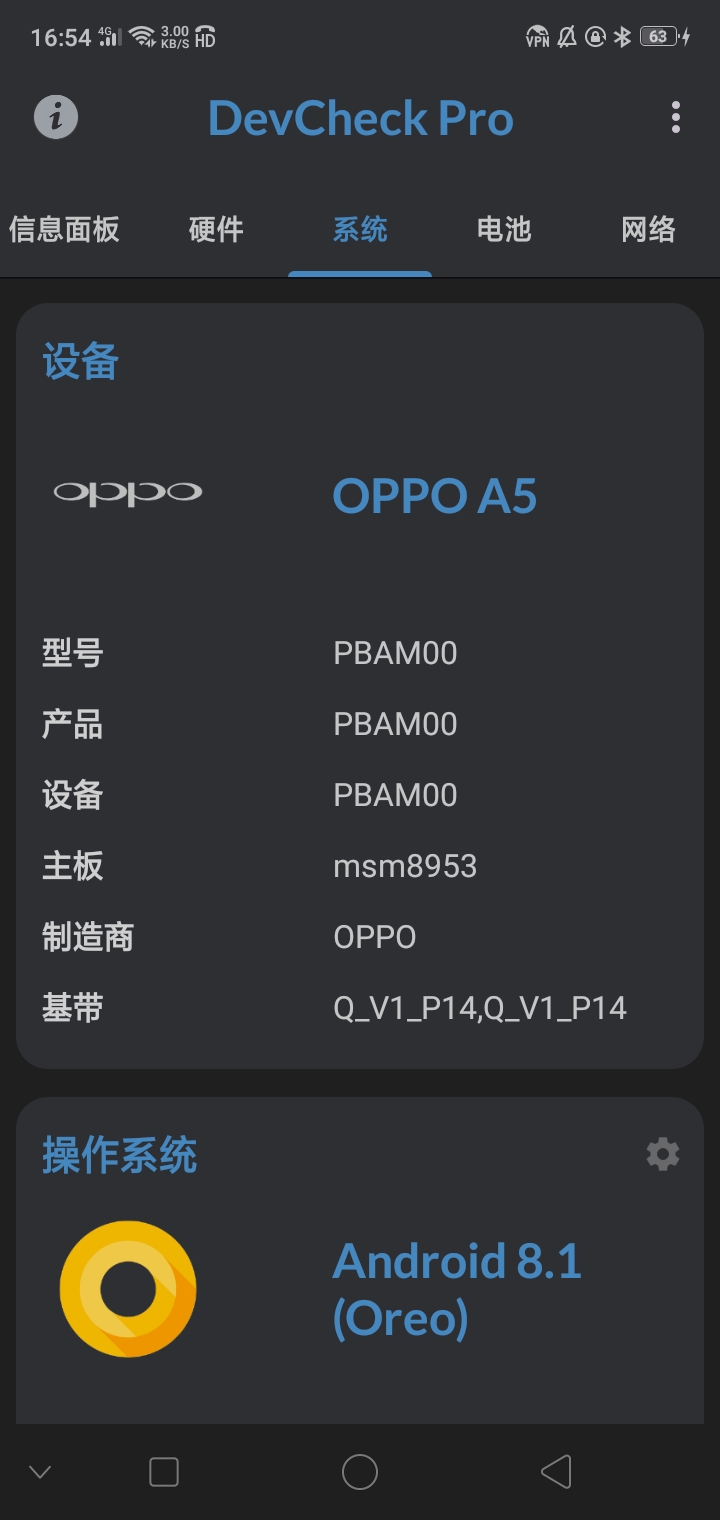 16:54 4G 3.00 KB/S HD VPN 63
DevCheck Pro
信息面板 硬件 系统 电池 网络
设备
oppo OPPO A5
型号 PBAM00
产品 PBAM00
设备 PBAM00
主板 msm8953
制造商 OPPO
基带 Q_V1_P14,Q_V1_P14
操作系统
Android 8.1
(Oreo)